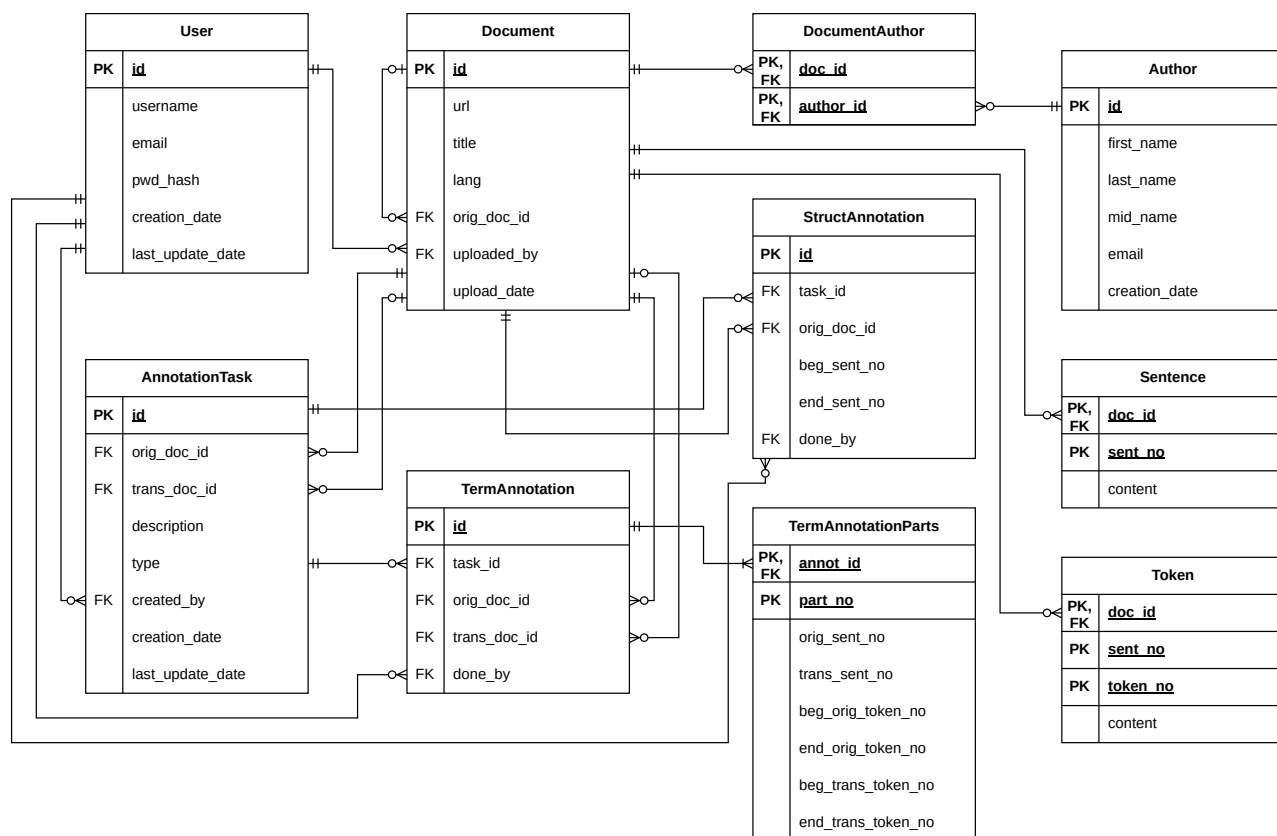 User
PK id
username
email
pwd_hash
creation_date
last_update_date
Document
PK id
url
title
lang
FK orig_doc_id
FK uploaded_by
upload_date
DocumentAuthor
PK,
FK doc_id
PK,
FK author_id
Author
PK id
first_name
last_name
mid_name
email
creation_date
StructAnnotation
PK id
FK task_id
FK orig_doc_id
beg_sent_no
end_sent_no
FK done_by
AnnotationTask
PK id
FK orig_doc_id
FK trans_doc_id
description
type
FK created_by
creation_date
last_update_date
TermAnnotation
PK id
FK task_id
FK orig_doc_id
FK trans_doc_id
FK done_by
TermAnnotationParts
PK,
FK annot_id
PK part_no
orig_sent_no
trans_sent_no
beg_orig_token_no
end_orig_token_no
beg_trans_token_no
end_trans_token_no
Sentence
PK,
FK doc_id
PK sent_no
content
Token
PK,
FK doc_id
PK sent_no
PK token_no
content